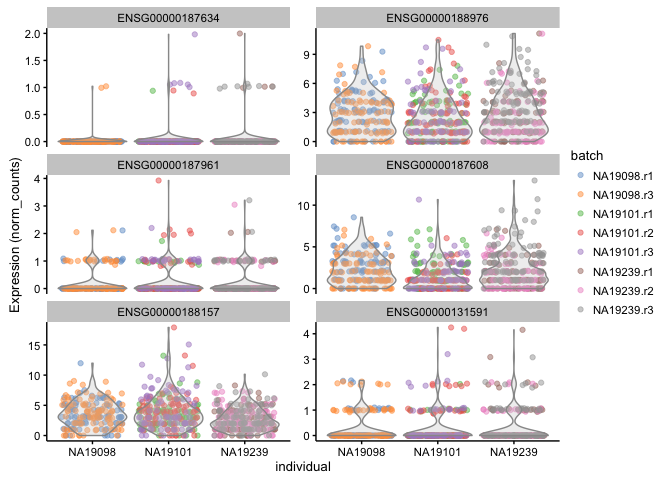 ENSG00000187634
ENSG00000188976
2.0
1.5
1.0
0.5
0.0
9
6
3
0
ENSG00000187961
ENSG00000187608
4
3
2
1
0
10
5
0
ENSG00000188157
ENSG00000131591
15
10
5
0
4
3
2
1
0
NA19098
NA19101
NA19239
NA19098
NA19101
NA19239
individual
Expression (norm_counts)
batch
NA19098.r1
NA19098.r3
NA19101.r1
NA19101.r2
NA19101.r3
NA19239.r1
NA19239.r2
NA19239.r3